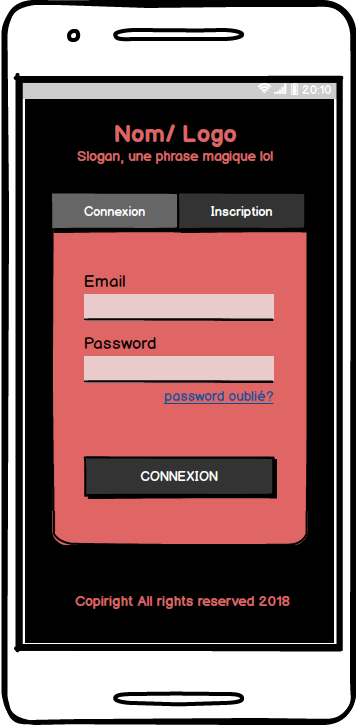 20:10
Nom/ Logo
Slogan, une phrase magique lol
Connexion
Inscription
Email
Password
password oublié?
CONNEXION
Copiright All rights reserved 2018